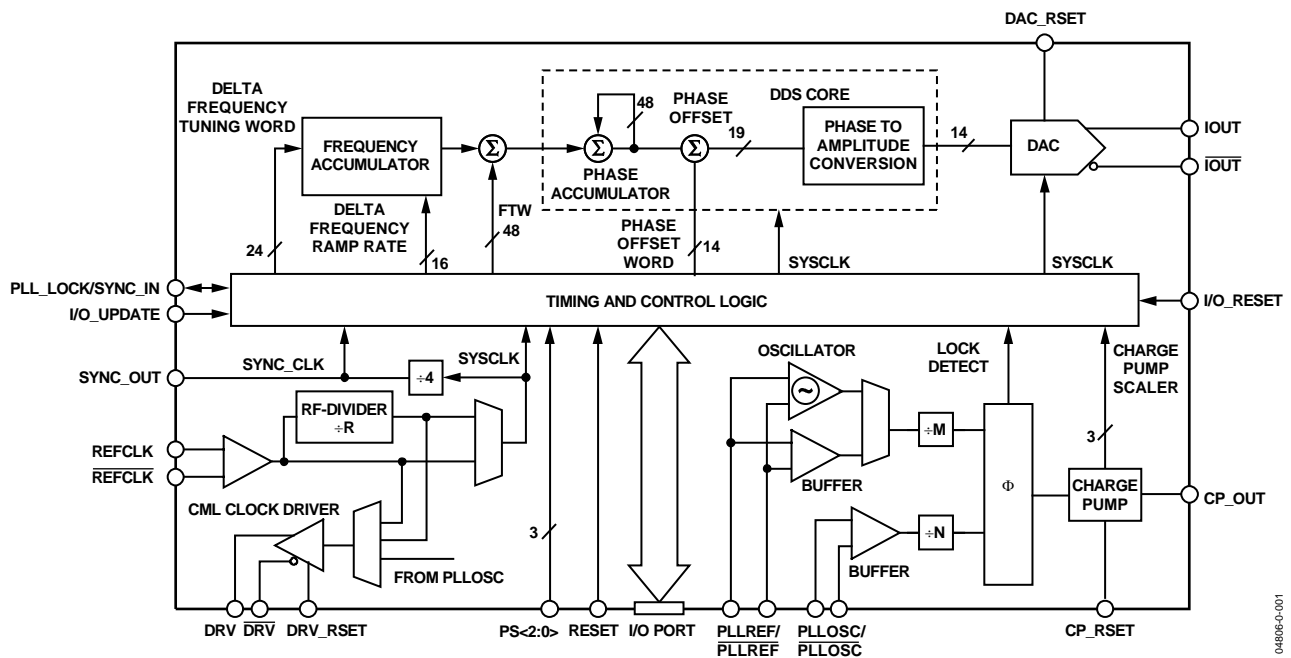 DAC_RSET
DELTA
FREQUENCY
TUNING WORD
FREQUENCY
ACCUMULATOR
Σ
48
PHASE
OFFSET
DDS CORE
Σ
PHASE
ACCUMULATOR
Σ
19
PHASE TO
AMPLITUDE
CONVERSION
14
DAC
IOUT
IOUT
24
DELTA
FREQUENCY
RAMP RATE
16
FTW
48
PHASE
OFFSET
WORD
14
SYSCLK
SYSCLK
PLL_LOCK/SYNC_IN
I/O_UPDATE
TIMING AND CONTROL LOGIC
I/O_RESET
SYNC_OUT
SYNC_CLK
÷4
SYSCLK
RF-DIVIDER
÷R
REFCLK
REFCLK
CML CLOCK DRIVER
FROM PLLOSC
3
OSCILLATOR
~
BUFFER
÷M
LOCK
DETECT
CHARGE
PUMP
SCALER
3
Φ
CHARGE
PUMP
CP_OUT
÷N
BUFFER
DRV
DRV
DRV_RSET
PS<2:0>
RESET
I/O PORT
PLLREF/
PLLREF
PLLOSC/
PLLOSC
CP_RSET
04806-0-001